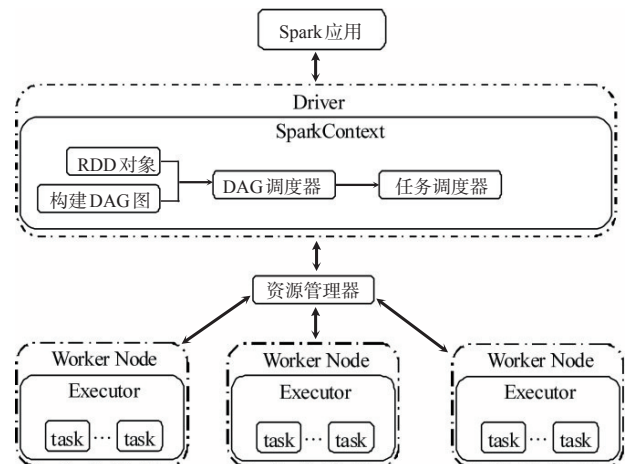 Spark应用
Driver
SparkContext
RDD对象
构建DAG图
DAG调度器
任务调度器
资源管理器
Worker Node
Worker Node
Worker Node
Executor
Executor
Executor
task … task
task … task
task … task